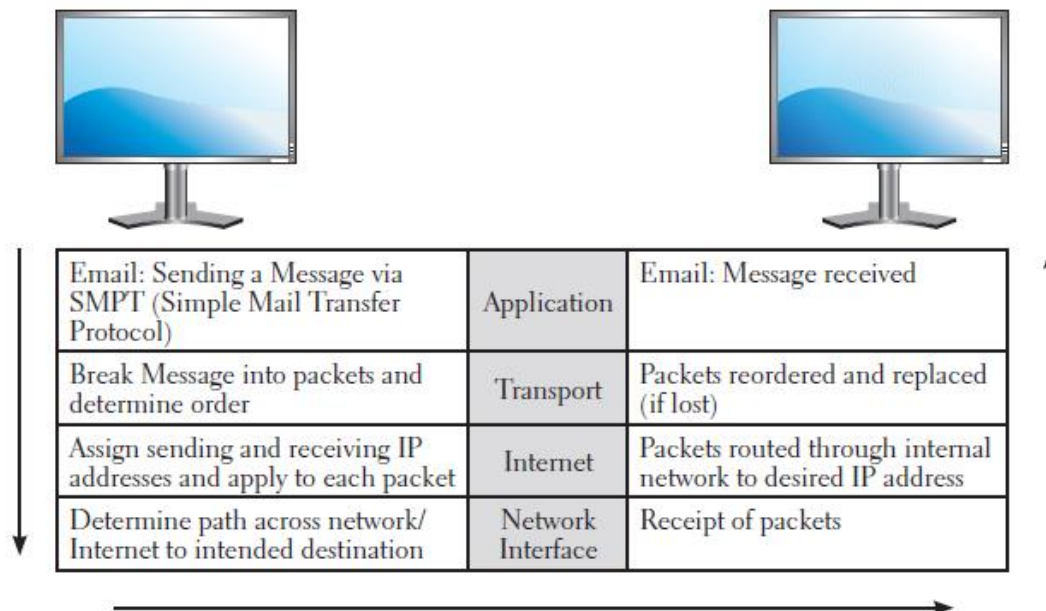 Email: Sending a Message via
SMPT (Simple Mail Transfer
Protocol)
Application
Email: Message received
Break Message into packets and
determine order
Transport
Packets reordered and replaced
(if lost)
Assign sending and receiving IP
addresses and apply to each packet
Internet
Packets routed through internal
network to desired IP address
Determine path across network/
Internet to intended destination
Network
Interface
Receipt of packets